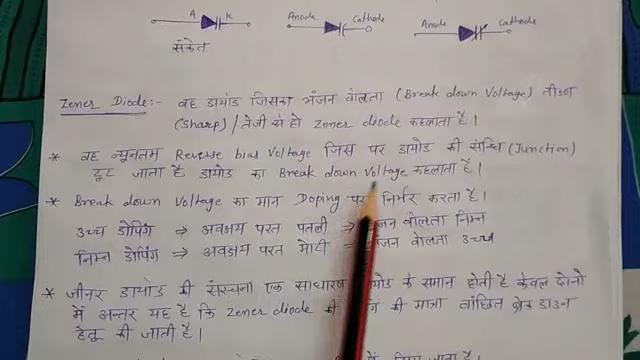 A K Anode Cathode Anode Cathode
संकेत
Zener Diode:- वह डायोड जिसका भंजन वोल्टता (Break down Voltage) तीक्ष्ण
(Sharp) / तेजी से हो Zener diode कहलाता है।
* वह न्यूनतम Reverse bias Voltage जिस पर डायोड की सन्धि (Junction)
टूट जाता है डायोड का Break down Voltage कहलाता है।
* Break down Voltage का मान Doping पर निर्भर करता है।
उच्च डोपिंग ⇒ अवक्षय परत पतली ⇒ वोल्टता निम्न
निम्न डोपिंग ⇒ अवक्षय परत मोटी ⇒ भंजन वोल्टता उच्च
* जीनर डायोड की संरचना एक साधारण डायोड के समान होती है केवल दोनो
में अन्तर यह है कि Zener diode की की मात्रा वांछित ब्रेक डाउन
हेतु की जाती है।